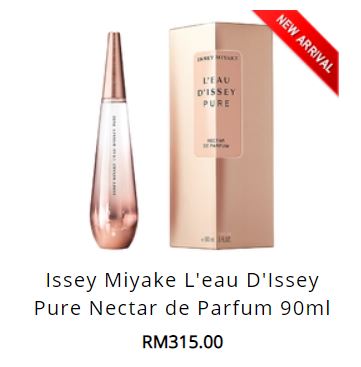 NEW ARRIVAL
ISSEY MIYAKE
L'EAU
D'ISSEY
PURE
NECTAR
DE PARFUM
Issey Miyake L'eau D'Issey
Pure Nectar de Parfum 90ml
RM315.00